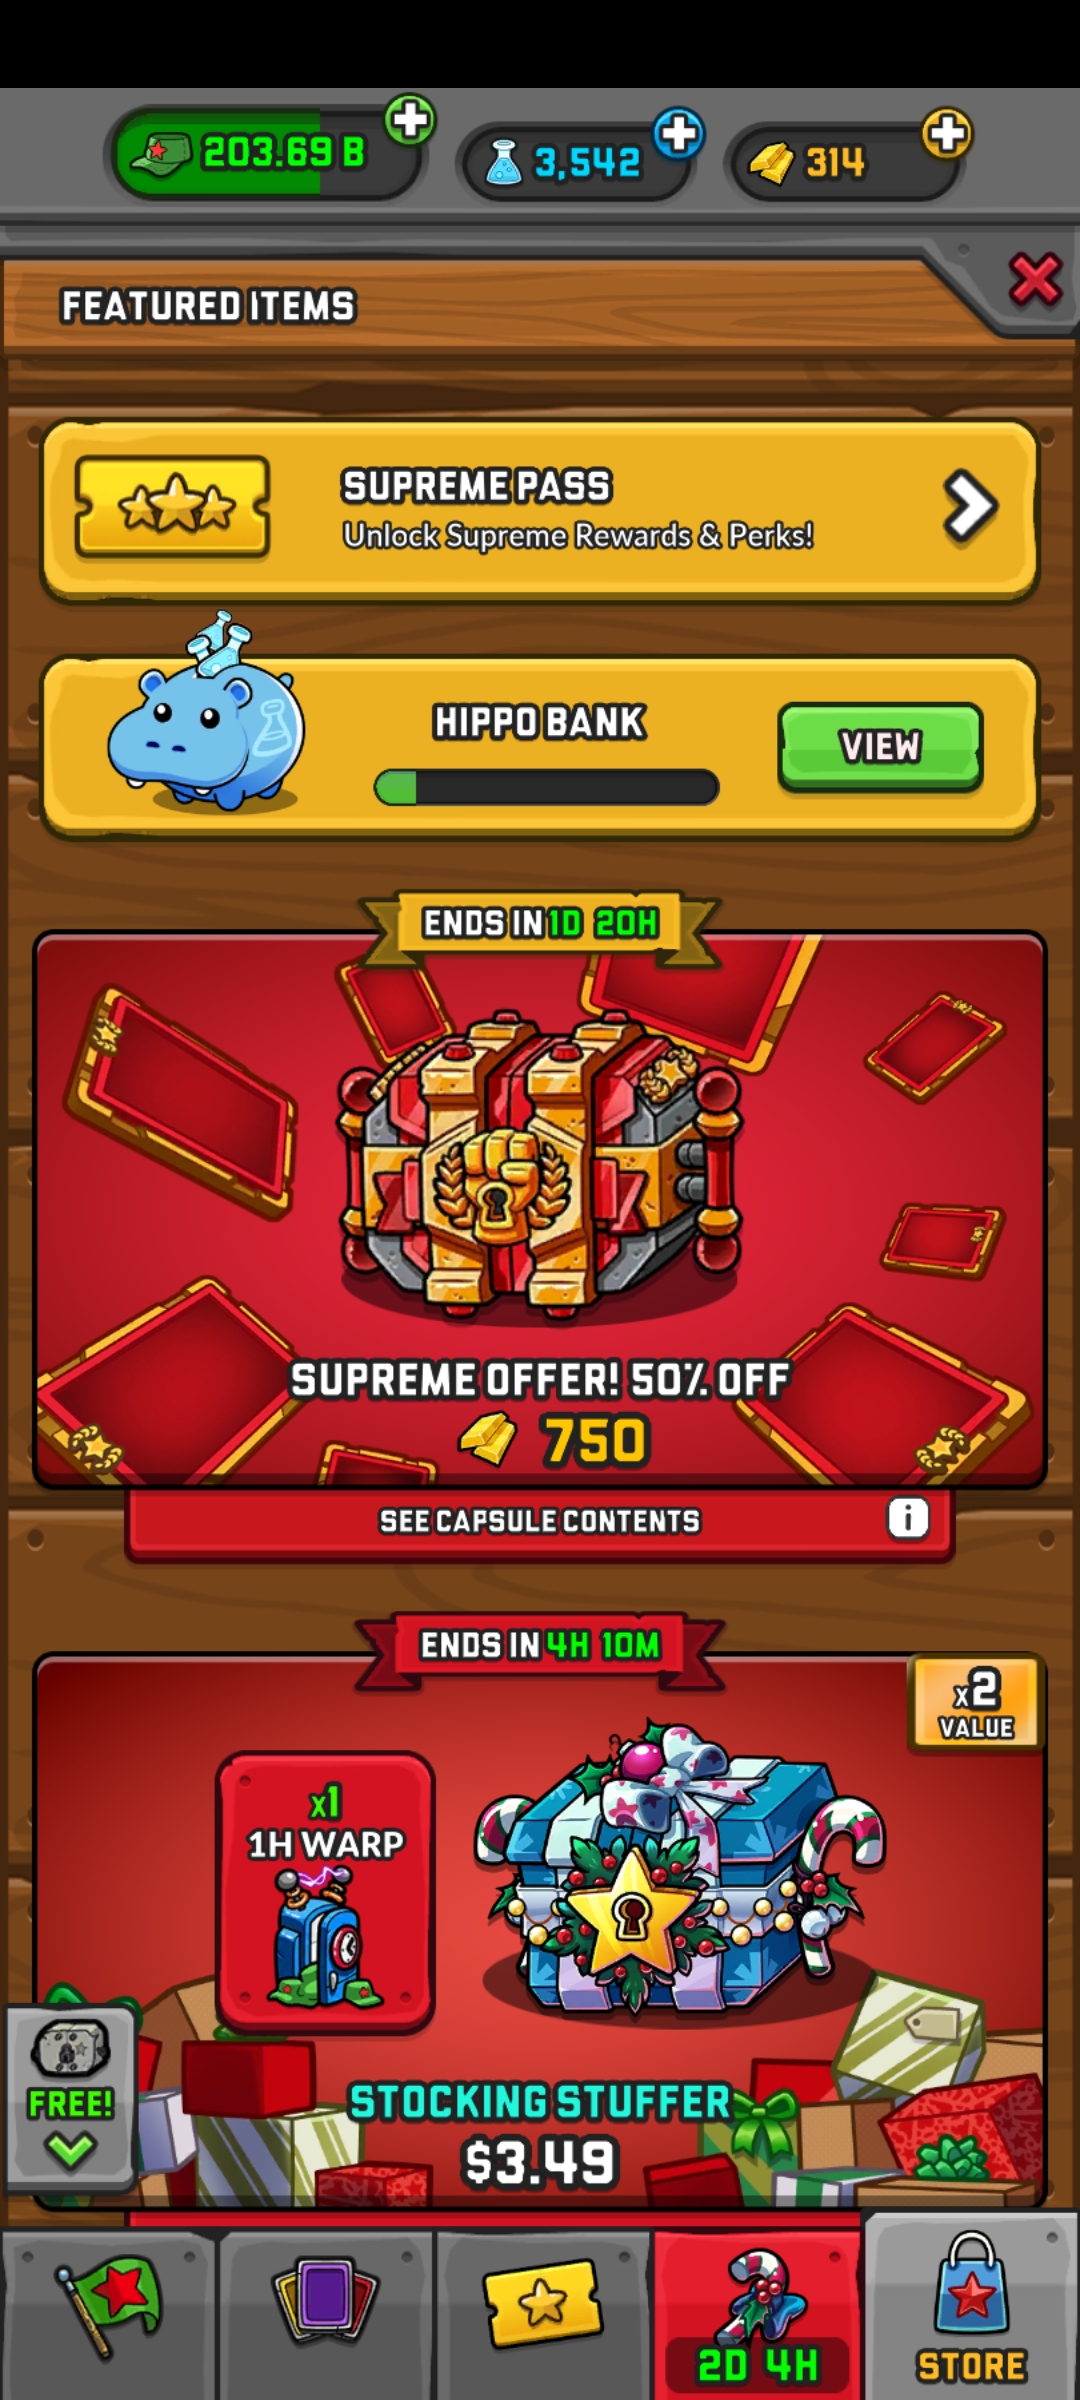 203.69 B
3,542
314
FEATURED ITEMS
SUPREME PASS
Unlock Supreme Rewards & Perks!
HIPPO BANK
VIEW
ENDS IN 1D 20H
SUPREME OFFER! 50% OFF
750
SEE CAPSULE CONTENTS
i
ENDS IN 4H 10M
x2
VALUE
x1
1H WARP
FREE!
STOCKING STUFFER
$3.49
2D 4H
STORE